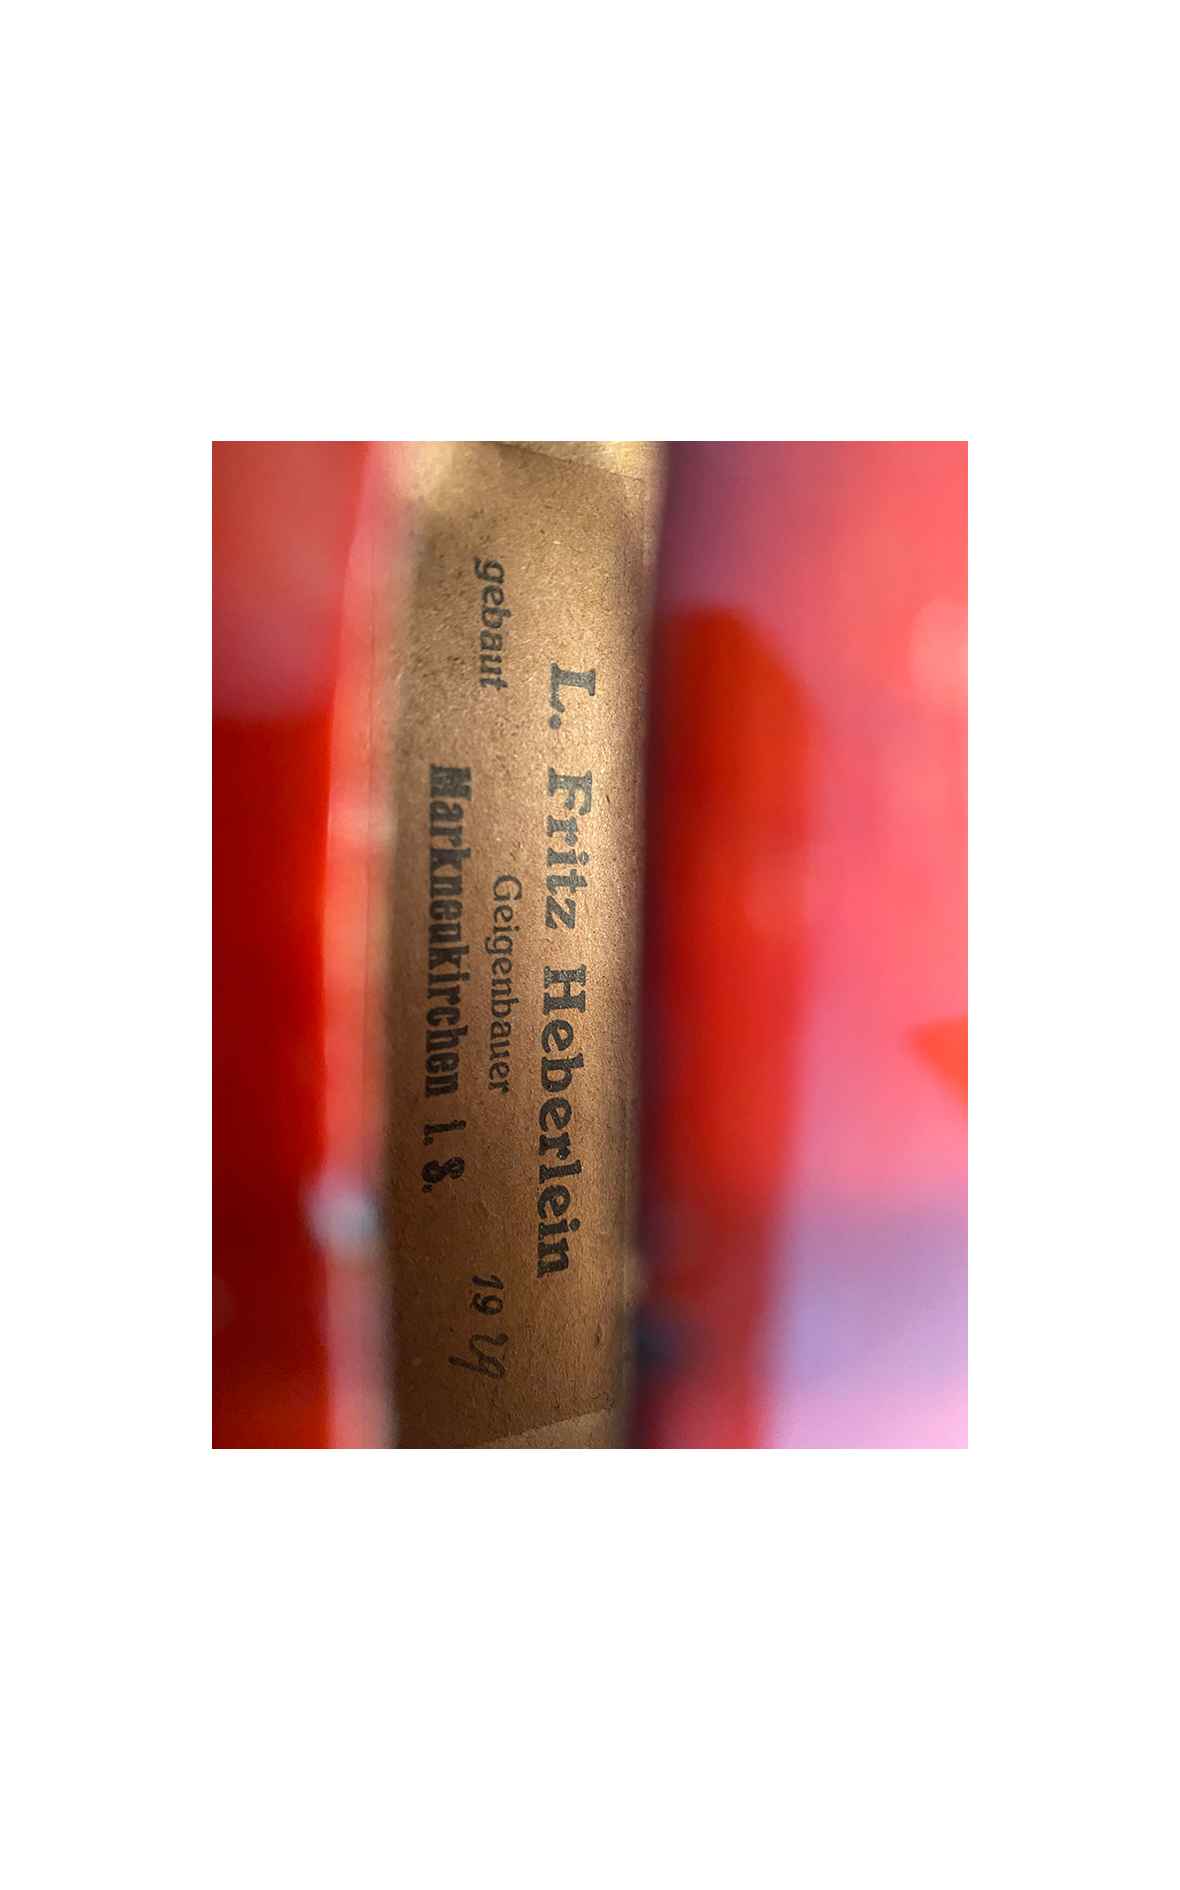 L. Fritz Heberlein
Geigenbauer
gebaut 19
Markneukirchen i. S.